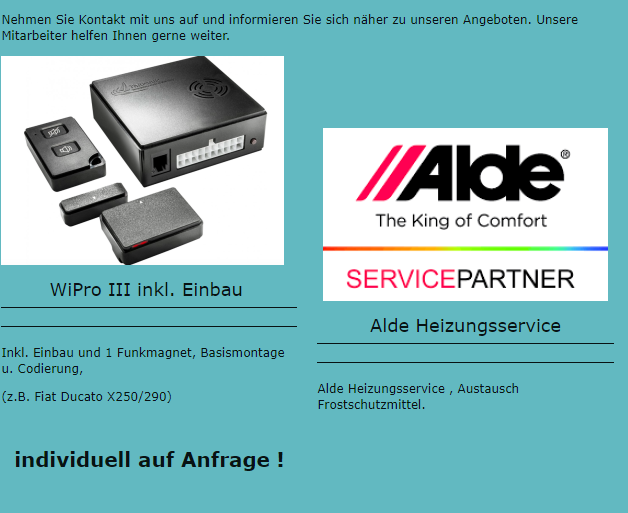 Nehmen Sie Kontakt mit uns auf und informieren Sie sich näher zu unseren Angeboten. Unsere
Mitarbeiter helfen Ihnen gerne weiter.
WiPro III inkl. Einbau
Inkl. Einbau und 1 Funkmagnet, Basismontage
u. Codierung,
(z.B. Fiat Ducato X250/290)
individuell auf Anfrage !
Alde®
The King of Comfort
SERVICEPARTNER
Alde Heizungsservice
Alde Heizungsservice , Austausch
Frostschutzmittel.